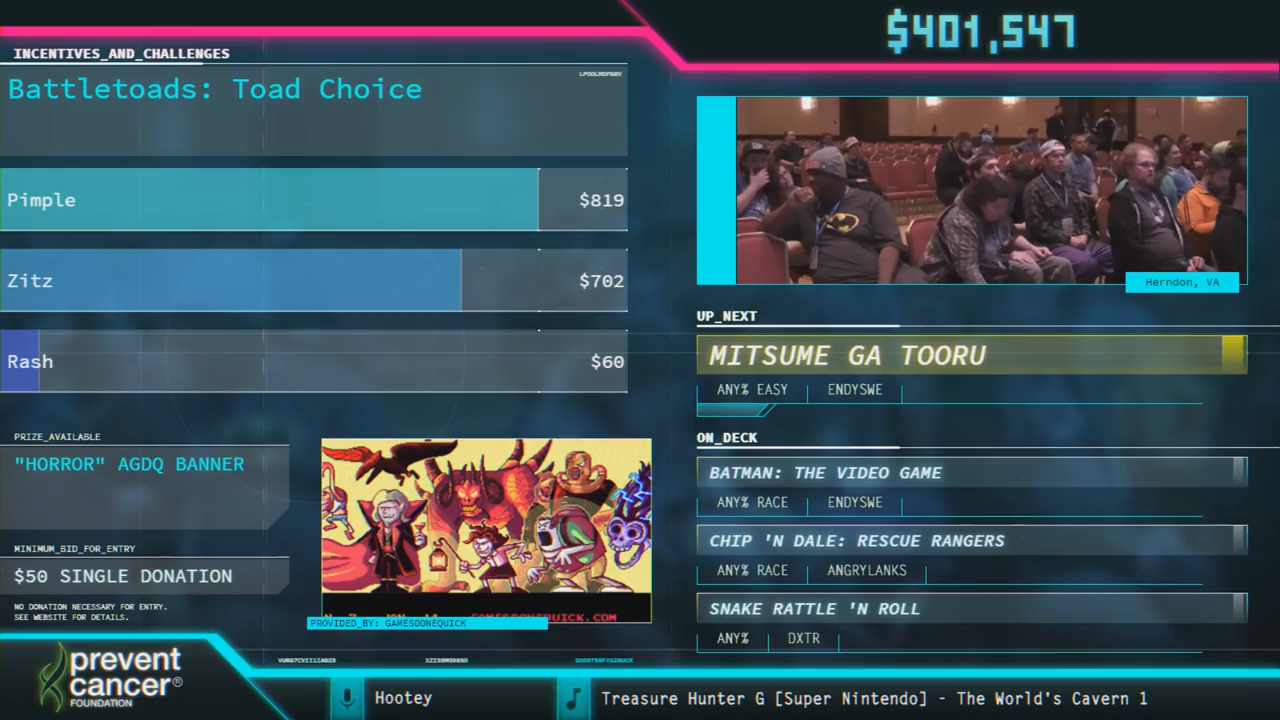 $401,547
INCENTIVES_AND_CHALLENGES
Battletoads: Toad Choice
Pimple $819
Zitz $702
Rash $60
PRIZE_AVAILABLE
"HORROR" AGDQ BANNER
MINIMUM_BID_FOR_ENTRY
$50 SINGLE DONATION
NO DONATION NECESSARY FOR ENTRY.
SEE WEBSITE FOR DETAILS.
GAMESDONEQUICK.COM
PROVIDED_BY: GAMESDONEQUICK
Herndon, VA
UP_NEXT
MITSUME GA TOORU
ANY% EASY ENDYSWE
ON_DECK
BATMAN: THE VIDEO GAME
ANY% RACE ENDYSWE
CHIP 'N DALE: RESCUE RANGERS
ANY% RACE ANGRYLANKS
SNAKE RATTLE 'N ROLL
ANY% DXTR
prevent
cancer®
FOUNDATION
Hootey
Treasure Hunter G [Super Nintendo] - The World's Cavern 1